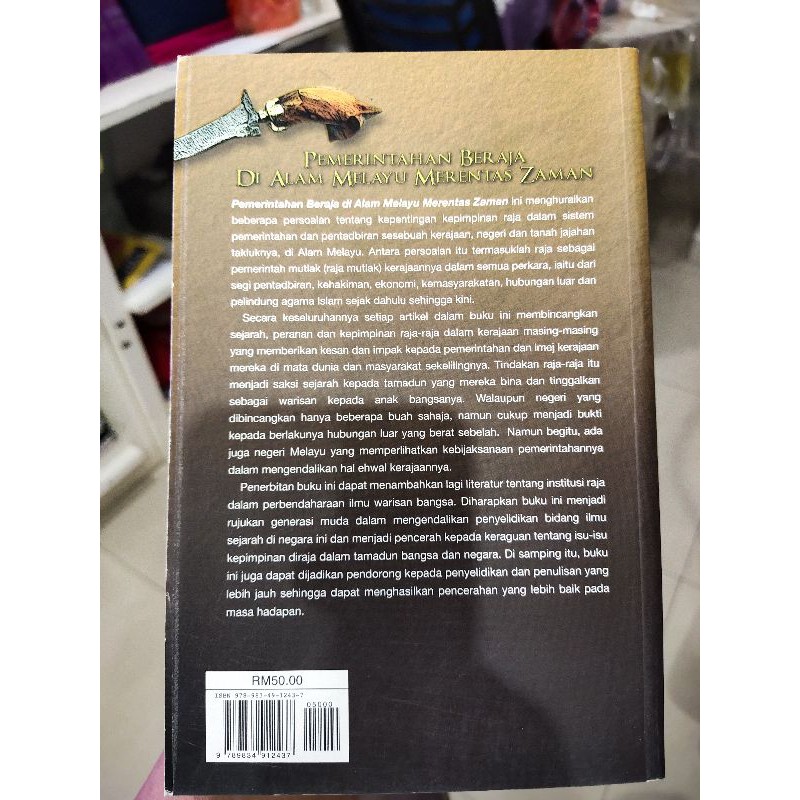 PEMERINTAHAN BERAJA
DI ALAM MELAYU MERENTAS ZAMAN
Pemerintahan Beraja di Alam Melayu Merentas Zaman ini menghuraikan
beberapa persoalan tentang kepentingan kepimpinan raja dalam sistem
pemerintahan dan pentadbiran sesebuah kerajaan, negeri dan tanah jajahan
takluknya, di Alam Melayu. Antara persoalan itu termasuklah raja sebagai
pemerintah mutlak (raja mutlak) kerajaannya dalam semua perkara, iaitu dari
segi pentadbiran, kehakiman, ekonomi, kemasyarakatan, hubungan luar dan
pelindung agama Islam sejak dahulu sehingga kini.
Secara keseluruhannya setiap artikel dalam buku ini membincangkan
sejarah, peranan dan kepimpinan raja-raja dalam kerajaan masing-masing
yang memberikan kesan dan impak kepada pemerintahan dan imej kerajaan
mereka di mata dunia dan masyarakat sekelilingnya. Tindakan raja-raja itu
menjadi saksi sejarah kepada tamadun yang mereka bina dan tinggalkan
sebagai warisan kepada anak bangsanya. Walaupun negeri yang
dibincangkan hanya beberapa buah sahaja, namun cukup menjadi bukti
kepada berlakunya hubungan luar yang berat sebelah. Namun begitu, ada
juga negeri Melayu yang memperlihatkan kebijaksanaan pemerintahannya
dalam mengendalikan hal ehwal kerajaannya.
Penerbitan buku ini dapat menambahkan lagi literatur tentang institusi raja
dalam perbendaharaan ilmu warisan bangsa. Diharapkan buku ini menjadi
rujukan generasi muda dalam mengendalikan penyelidikan bidang ilmu
sejarah di negara ini dan menjadi pencerah kepada keraguan tentang isu-isu
kepimpinan diraja dalam tamadun bangsa dan negara. Di samping itu, buku
ini juga dapat dijadikan pendorong kepada penyelidikan dan penulisan yang
lebih jauh sehingga dapat menghasilkan pencerahan yang lebih baik pada
masa hadapan.
RM50.00
ISBN 978-983-49-1243-7
05000
9 789834 912437